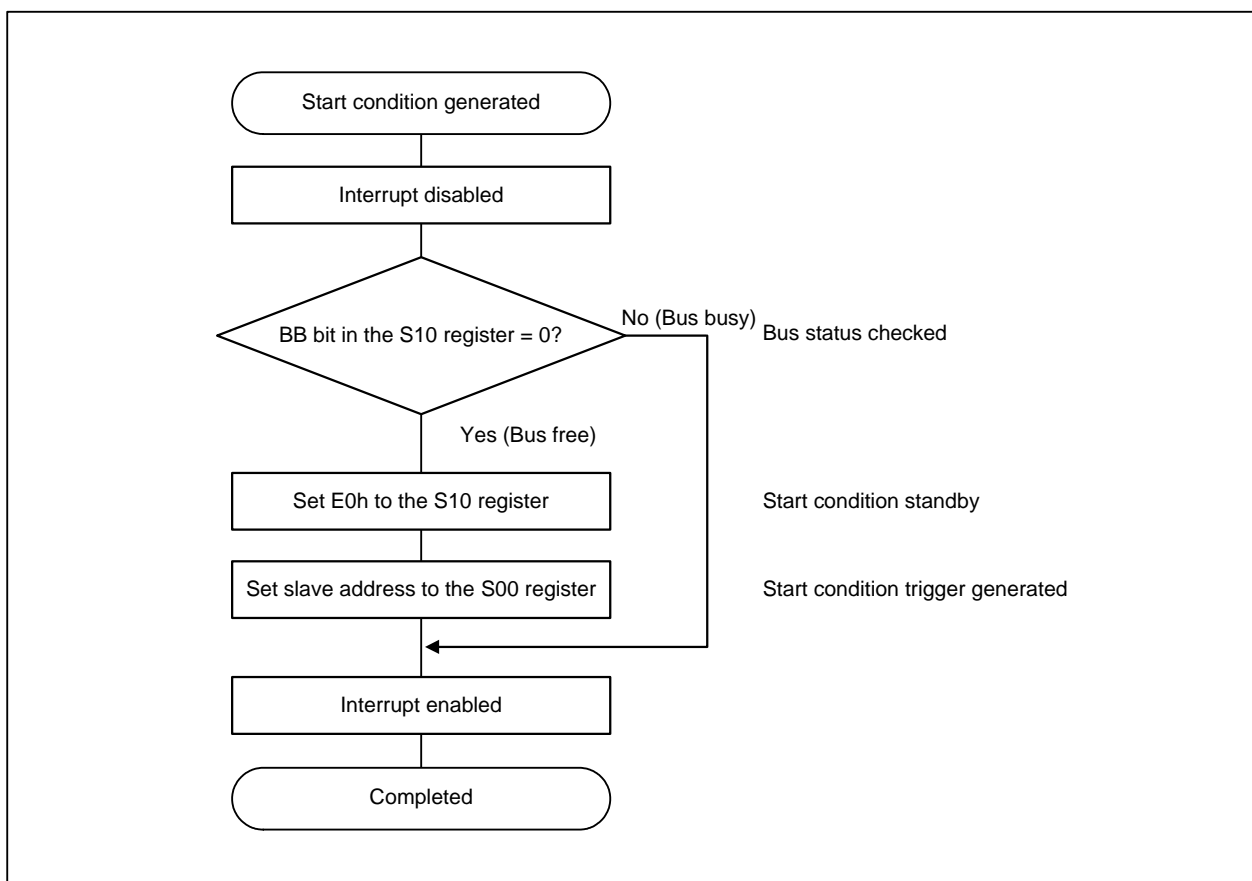 Start condition generated
Interrupt disabled
BB bit in the S10 register = 0?
No (Bus busy)
Bus status checked
Yes (Bus free)
Set E0h to the S10 register
Start condition standby
Set slave address to the S00 register
Start condition trigger generated
Interrupt enabled
Completed